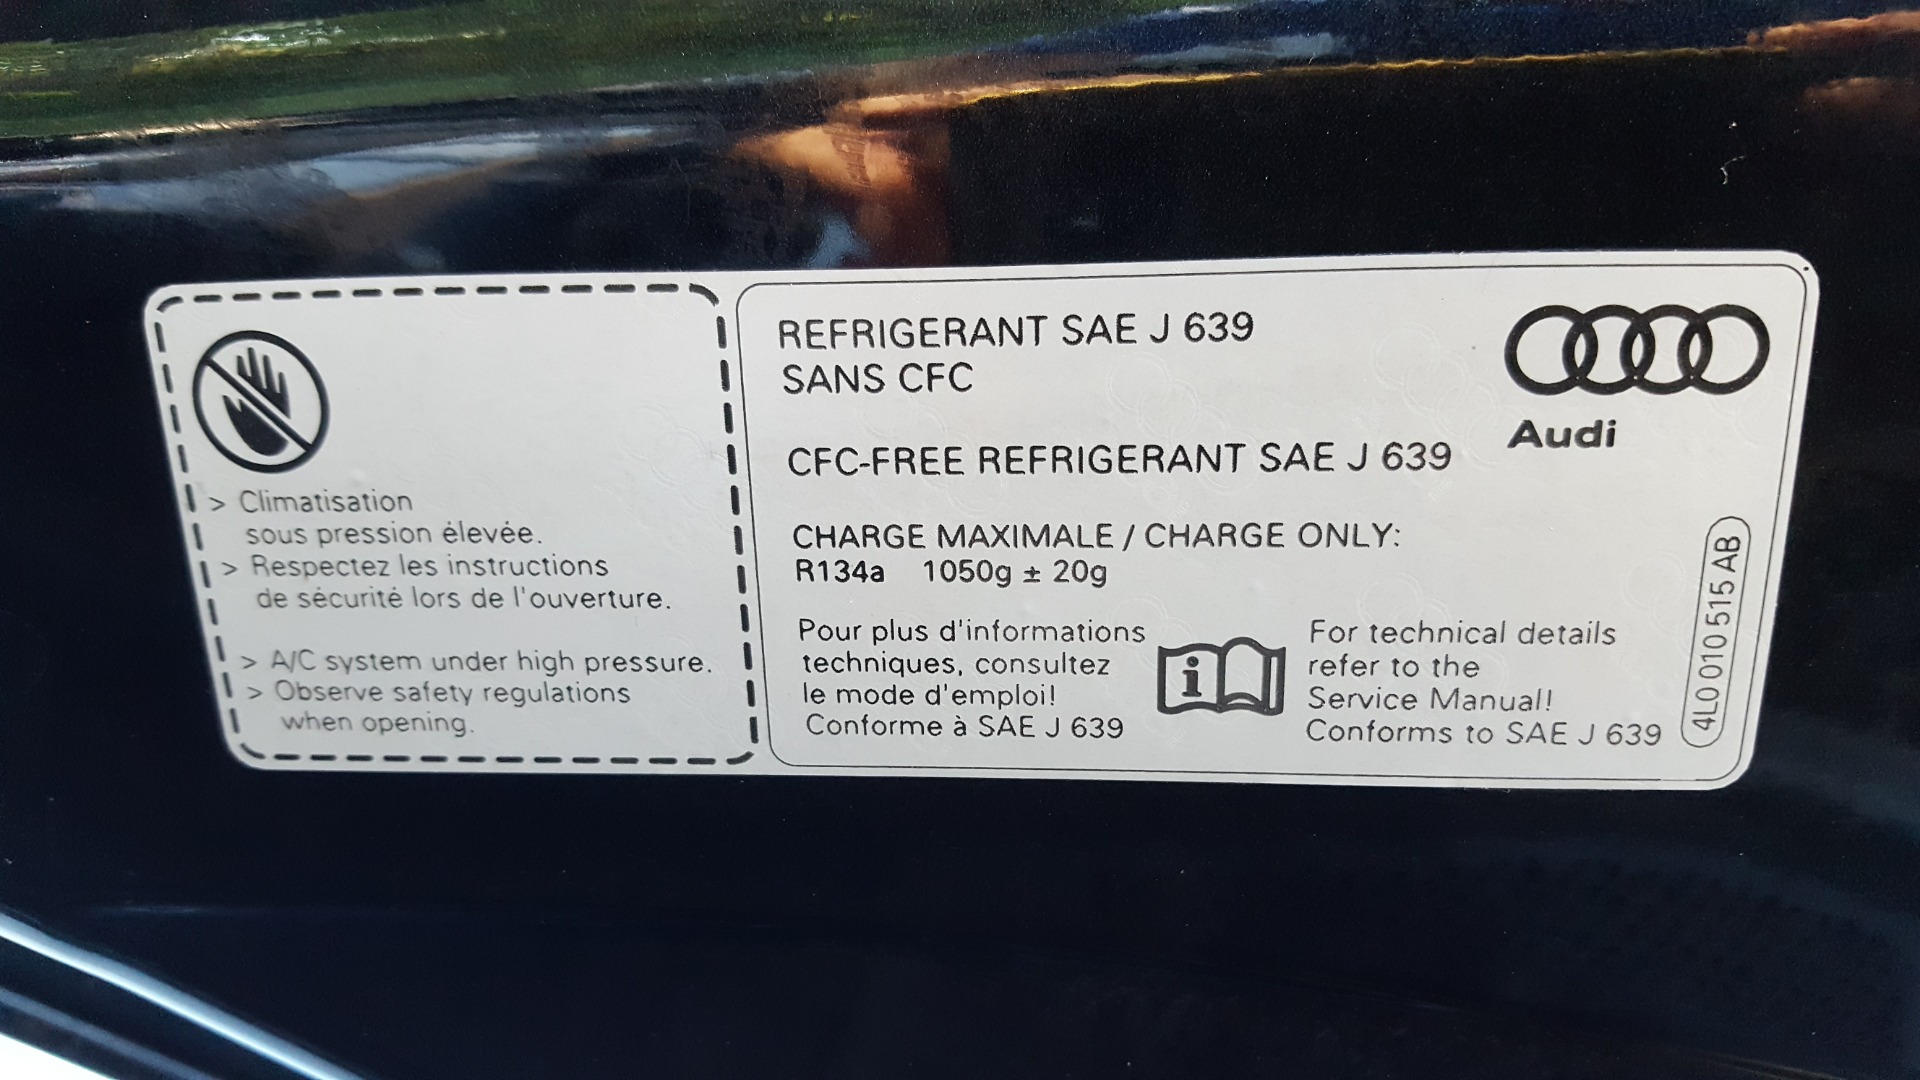 > Climatisation
sous pression élevée.
> Respectez les instructions
de sécurité lors de l'ouverture.
> A/C system under high pressure.
> Observe safety regulations
when opening.
REFRIGERANT SAE J 639
SANS CFC
CFC-FREE REFRIGERANT SAE J 639
CHARGE MAXIMALE / CHARGE ONLY:
R134a 1050g ± 20g
Pour plus d'informations
techniques, consultez
le mode d'emploi!
Conforme à SAE J 639
i
For technical details
refer to the
Service Manual!
Conforms to SAE J 639
Audi
4L0 010 515 AB